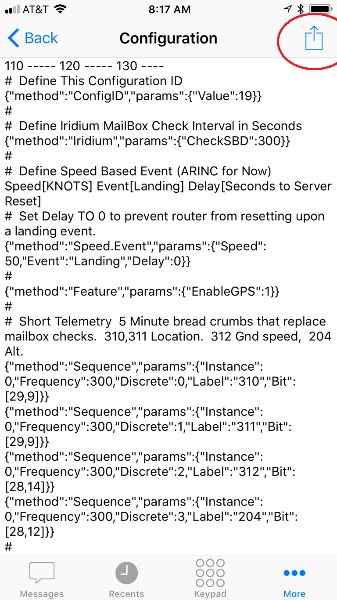 AT&T 8:17 AM
Back Configuration
110 ----- 120 ----- 130 ----
# Define This Configuration ID
{"method":"ConfigID","params":{"Value":19}}
#
# Define Iridium MailBox Check Interval in Seconds
{"method":"Iridium","params":{"CheckSBD":300}}
#
# Define Speed Based Event (ARINC for Now)
Speed[KNOTS] Event[Landing] Delay[Seconds to Server
Reset]
# Set Delay TO 0 to prevent router from resetting upon
a landing event.
{"method":"Speed.Event","params":{"Speed":
50,"Event":"Landing","Delay":0}}
#
{"method":"Feature","params":{"EnableGPS":1}}
#
# Short Telemetry 5 Minute bread crumbs that replace
mailbox checks. 310,311 Location. 312 Gnd speed, 204
Alt.
{"method":"Sequence","params":{"Instance":
0,"Frequency":300,"Discrete":0,"Label":"310","Bit":
[29,9]}}
{"method":"Sequence","params":{"Instance":
0,"Frequency":300,"Discrete":1,"Label":"311","Bit":
[29,9]}}
{"method":"Sequence","params":{"Instance":
0,"Frequency":300,"Discrete":2,"Label":"312","Bit":
[28,14]}}
{"method":"Sequence","params":{"Instance":
0,"Frequency":300,"Discrete":3,"Label":"204","Bit":
[28,12]}}
#
Messages Recents Keypad More